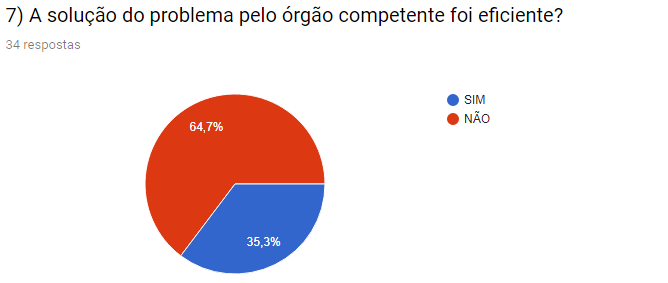 7) A solução do problema pelo órgão competente foi eficiente?
34 respostas
SIM
NÃO
64,7%
35,3%